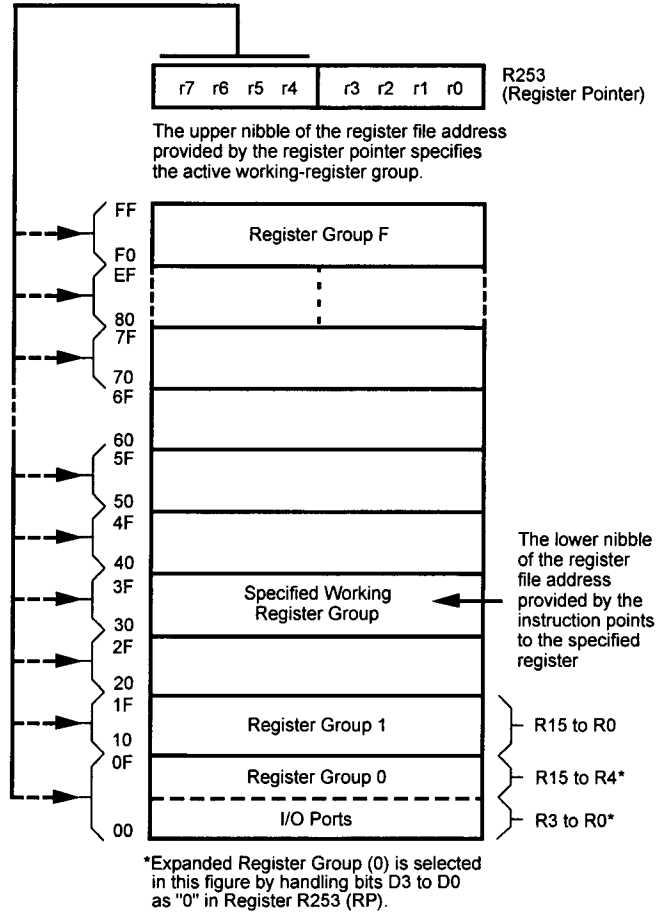 r7 r6 r5 r4 r3 r2 r1 r0
R253
(Register Pointer)
The upper nibble of the register file address
provided by the register pointer specifies
the active working-register group.
FF
Register Group F
F0
EF
80
7F
70
6F
60
5F
50
4F
40
3F
Specified Working
Register Group
30
2F
20
The lower nibble
of the register
file address
provided by the
instruction points
to the specified
register
1F
Register Group 1
R15 to R0
10
0F
Register Group 0
R15 to R4*
I/O Ports
R3 to R0*
00
*Expanded Register Group (0) is selected
in this figure by handling bits D3 to D0
as "0" in Register R253 (RP).